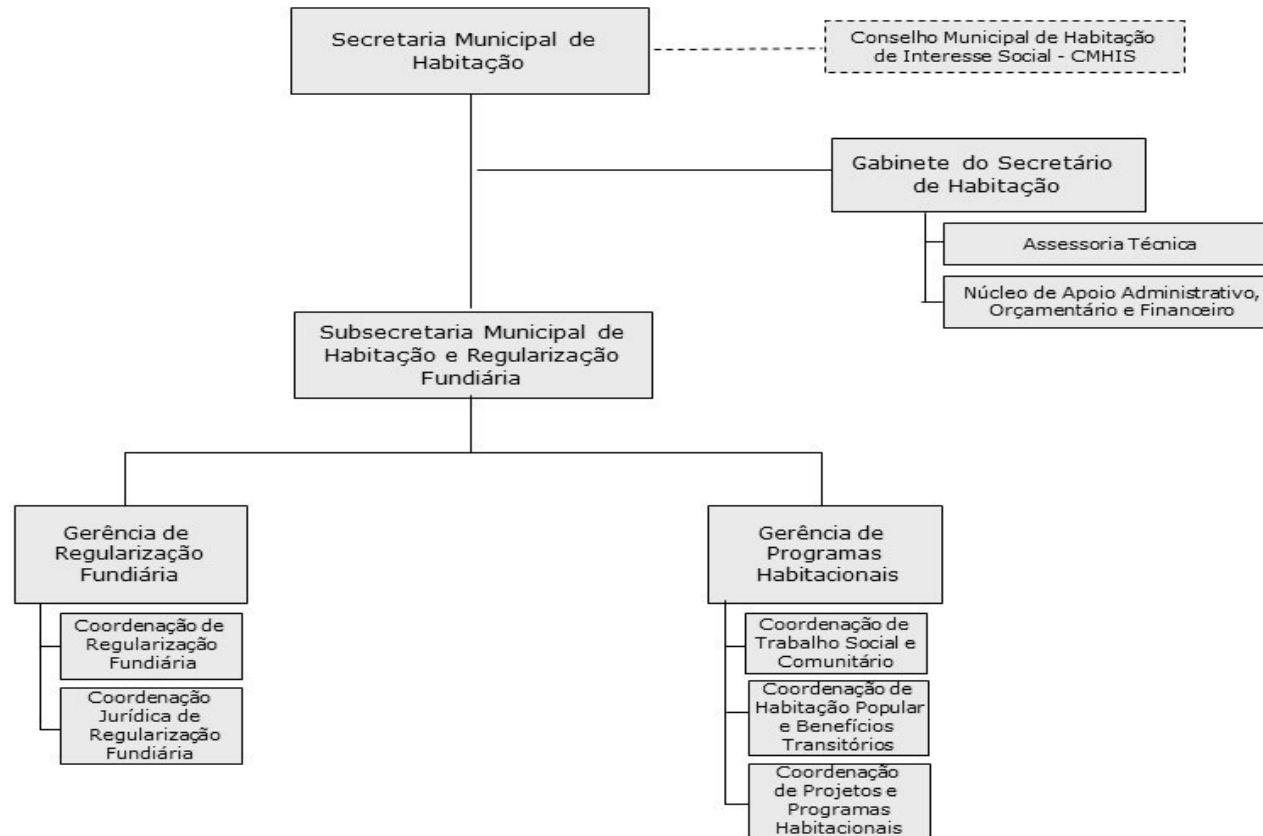 Secretaria Municipal de
Habitação
Conselho Municipal de Habitação
de Interesse Social - CMHIS
Gabinete do Secretário
de Habitação
Assessoria Técnica
Núcleo de Apoio Administrativo,
Orçamentário e Financeiro
Subsecretaria Municipal de
Habitação e Regularização
Fundiária
Gerência de
Regularização
Fundiária
Coordenação de
Regularização
Fundiária
Coordenação
Jurídica de
Regularização
Fundiária
Gerência de
Programas
Habitacionais
Coordenação de
Trabalho Social e
Comunitário
Coordenação de
Habitação Popular
e Benefícios
Transitórios
Coordenação
de Projetos e
Programas
Habitacionais